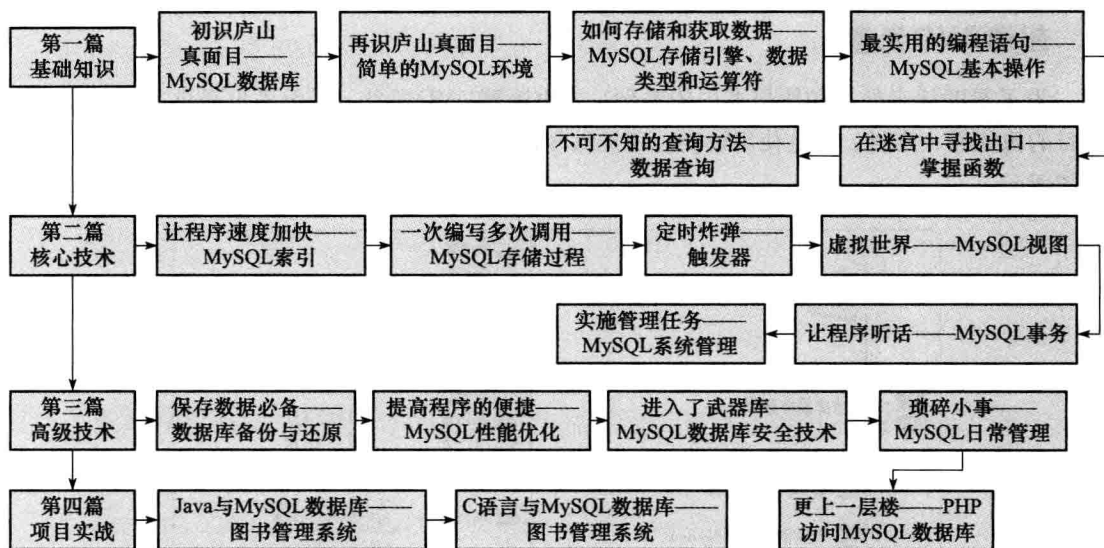 第一篇
基础知识
初识庐山
真面目——
MySQL数据库
再识庐山真面目——
简单的MySQL环境
如何存储和获取数据——
MySQL存储引擎、数据
类型和运算符
最实用的编程语句——
MySQL基本操作
在迷宫中寻找出口——
掌握函数
不可不知的查询方法——
数据查询
第二篇
核心技术
让程序速度加快——
MySQL索引
一次编写多次调用——
MySQL存储过程
定时炸弹——
触发器
虚拟世界——MySQL视图
让程序听话——MySQL事务
实施管理任务——
MySQL系统管理
第三篇
高级技术
保存数据必备——
数据库备份与还原
提高程序的便捷——
MySQL性能优化
进入了武器库——
MySQL数据库安全技术
琐碎小事——
MySQL日常管理
更上一层楼——PHP
访问MySQL数据库
第四篇
项目实战
Java与MySQL数据库——
图书管理系统
C语言与MySQL数据库——
图书管理系统